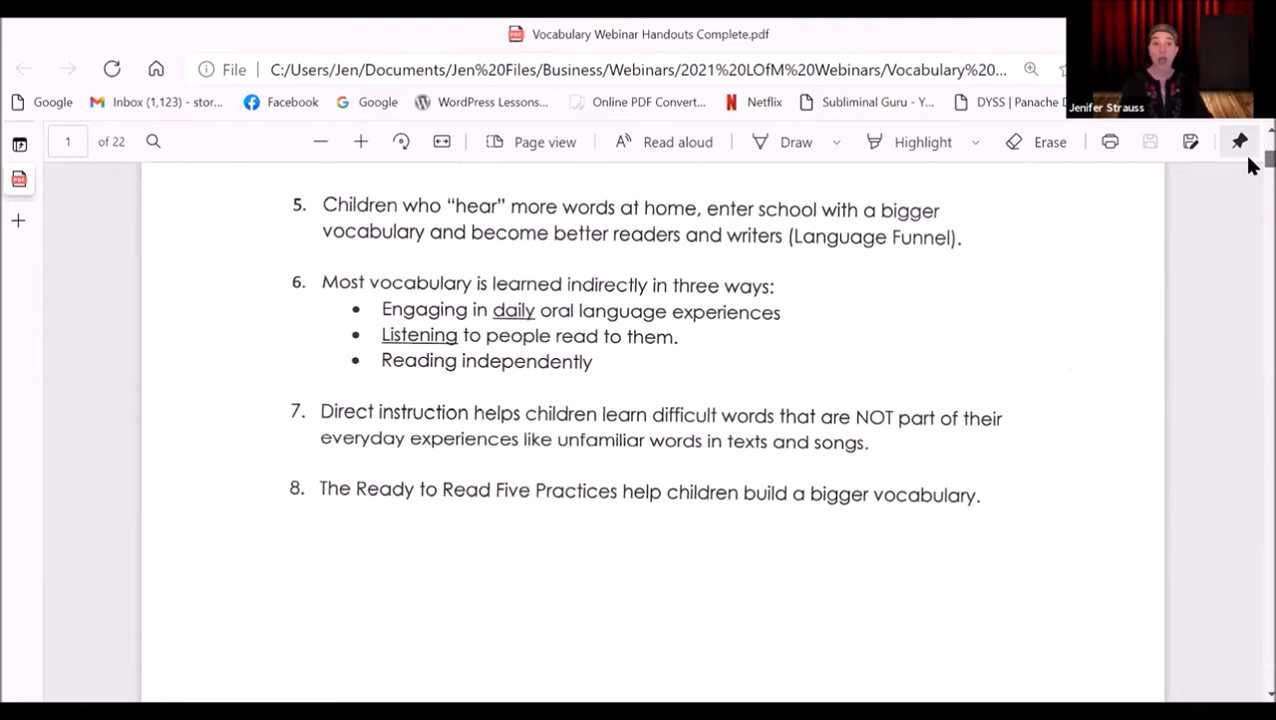 Vocabulary Webinar Handouts Complete.pdf
File C:/Users/Jen/Documents/Jen%20Files/Business/Webinars/2021%20LOfM%20Webinars/Vocabulary%20...
Jenifer Strauss
Google Inbox (1,123) - stor... Facebook Google WordPress Lessons... Online PDF Convert... Netflix Subliminal Guru - Y... DYSS | Panache
1 of 22 Page view Read aloud Draw Highlight Erase
5. Children who “hear” more words at home, enter school with a bigger
vocabulary and become better readers and writers (Language Funnel).
6. Most vocabulary is learned indirectly in three ways:
• Engaging in daily oral language experiences
• Listening to people read to them.
• Reading independently
7. Direct instruction helps children learn difficult words that are NOT part of their
everyday experiences like unfamiliar words in texts and songs.
8. The Ready to Read Five Practices help children build a bigger vocabulary.